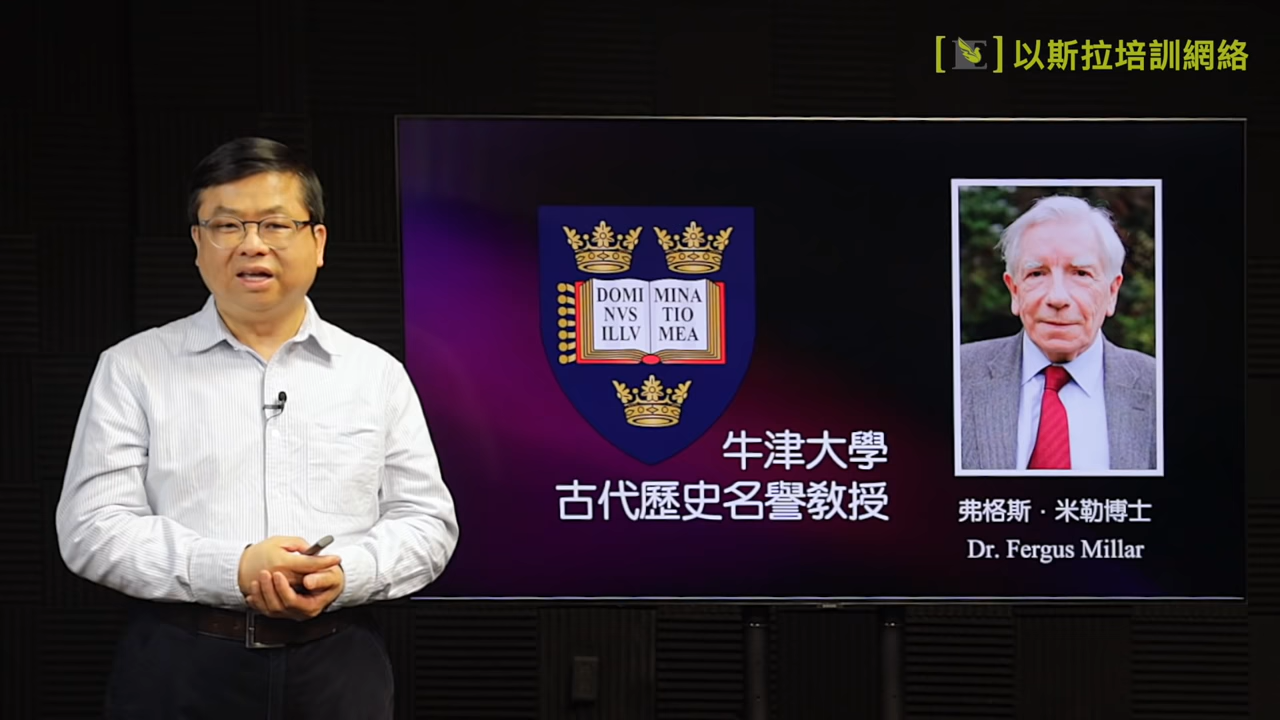 以斯拉培訓網絡
DOMI MINA
NVS TIO
ILLV MEA
牛津大學
古代歷史名譽教授
弗格斯·米勒博士
Dr. Fergus Millar